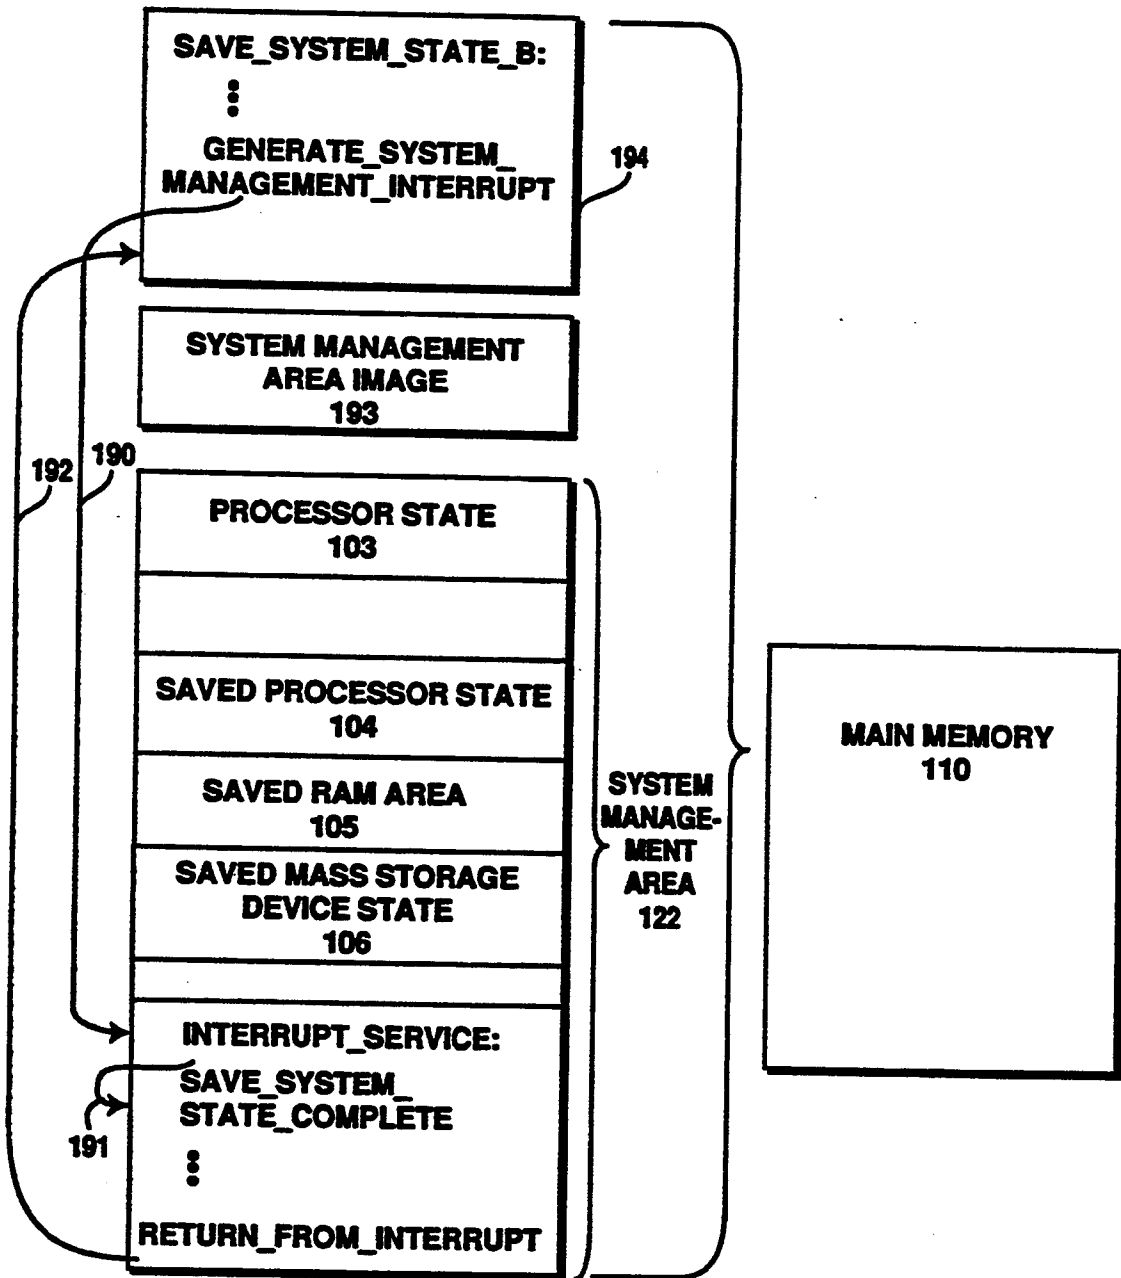 SAVE_SYSTEM_STATE_B:
GENERATE_SYSTEM_
MANAGEMENT_INTERRUPT
194
SYSTEM MANAGEMENT
AREA IMAGE
193
192
190
PROCESSOR STATE
103
SAVED PROCESSOR STATE
104
SAVED RAM AREA
105
SAVED MASS STORAGE
DEVICE STATE
106
INTERRUPT_SERVICE:
SAVE_SYSTEM_
STATE_COMPLETE
191
RETURN_FROM_INTERRUPT
SYSTEM
MANAGE-
MENT
AREA
122
MAIN MEMORY
110